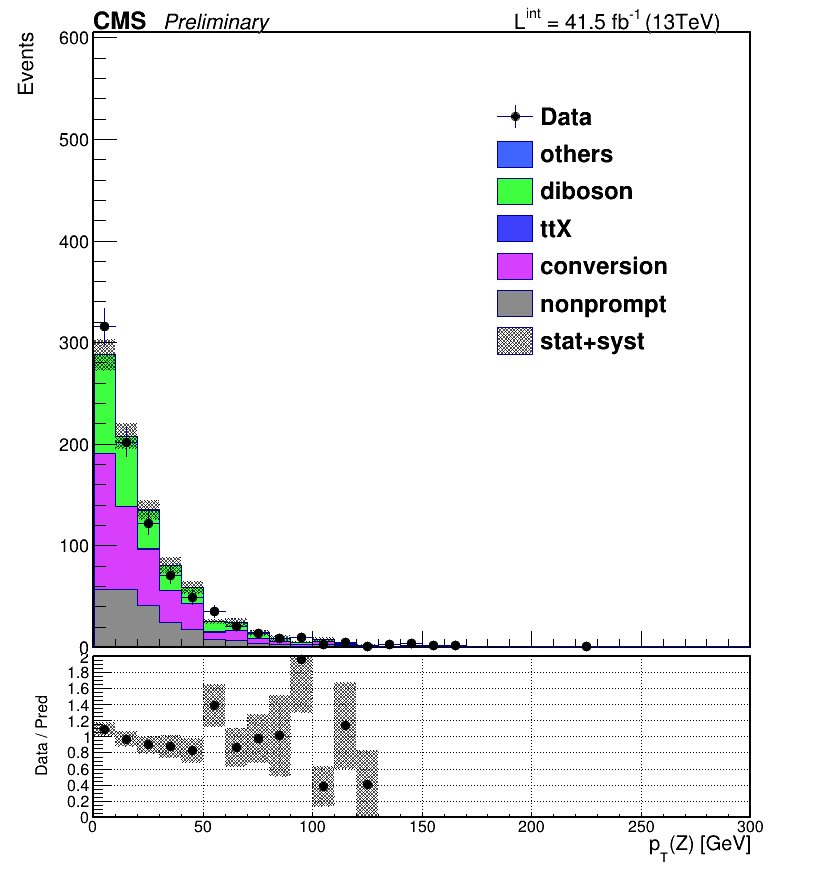 CMS Preliminary L^int = 41.5 fb^-1 (13TeV)
Events
600
500
400
300
200
100
0
Data
others
diboson
ttX
conversion
nonprompt
stat+syst
Data / Pred
2
1.8
1.6
1.4
1.2
1
0.8
0.6
0.4
0.2
0
0 50 100 150 200 250 300
p_T(Z) [GeV]